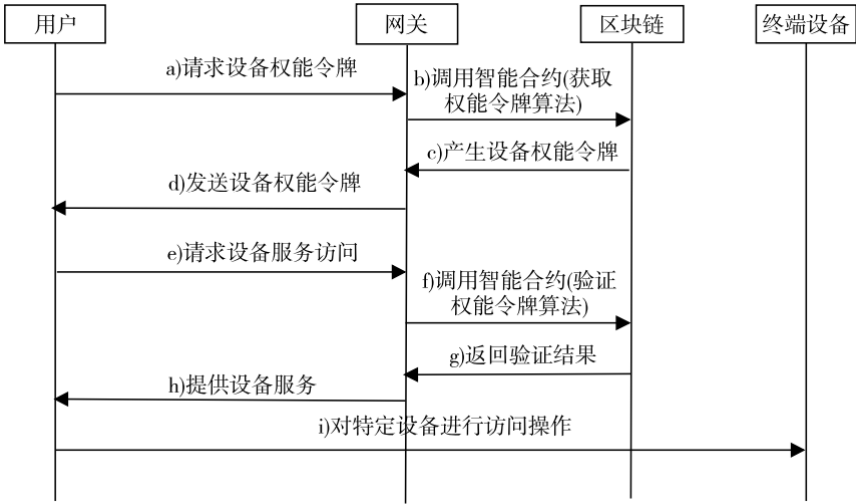 用户
网关
区块链
终端设备
a)请求设备权能令牌
b)调用智能合约(获取
权能令牌算法)
c)产生设备权能令牌
d)发送设备权能令牌
e)请求设备服务访问
f)调用智能合约(验证
权能令牌算法)
g)返回验证结果
h)提供设备服务
i)对特定设备进行访问操作